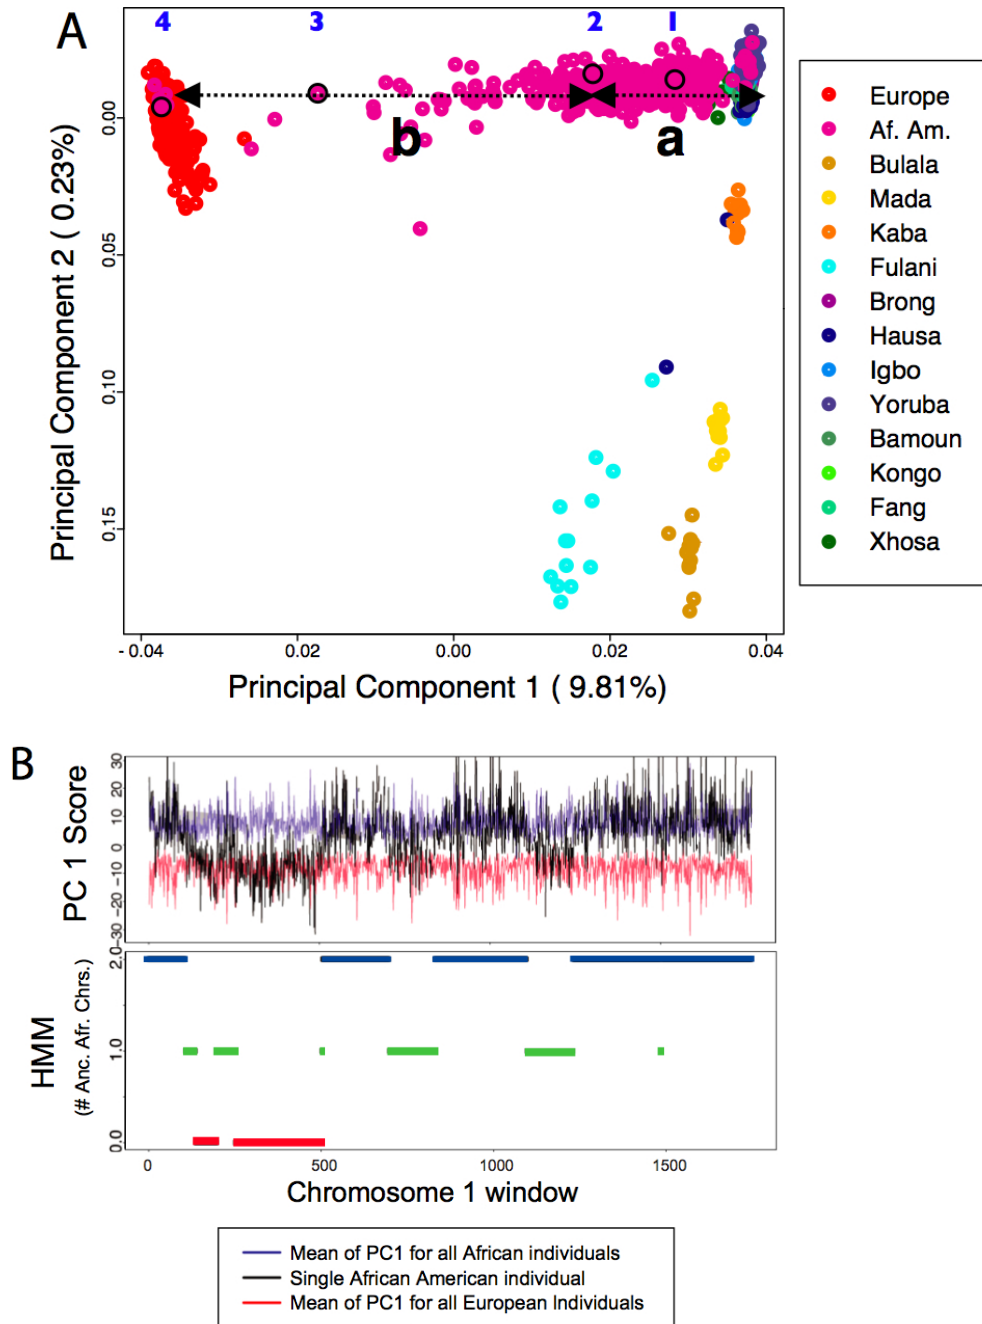 A
4 3 2 1
b a
0.00
0.05
0.10
0.15
Principal Component 2 ( 0.23%)
- 0.04 0.02 0.00 0.02 0.04
Principal Component 1 ( 9.81%)
Europe
Af. Am.
Bulala
Mada
Kaba
Fulani
Brong
Hausa
Igbo
Yoruba
Bamoun
Kongo
Fang
Xhosa
B
PC 1 Score
30
20
10
0
-10
-20
-30
HMM
(# Anc. Afr. Chrs.)
2.0
1.0
0.0
0 500 1000 1500
Chromosome 1 window
Mean of PC1 for all African individuals
Single African American individual
Mean of PC1 for all European Individuals